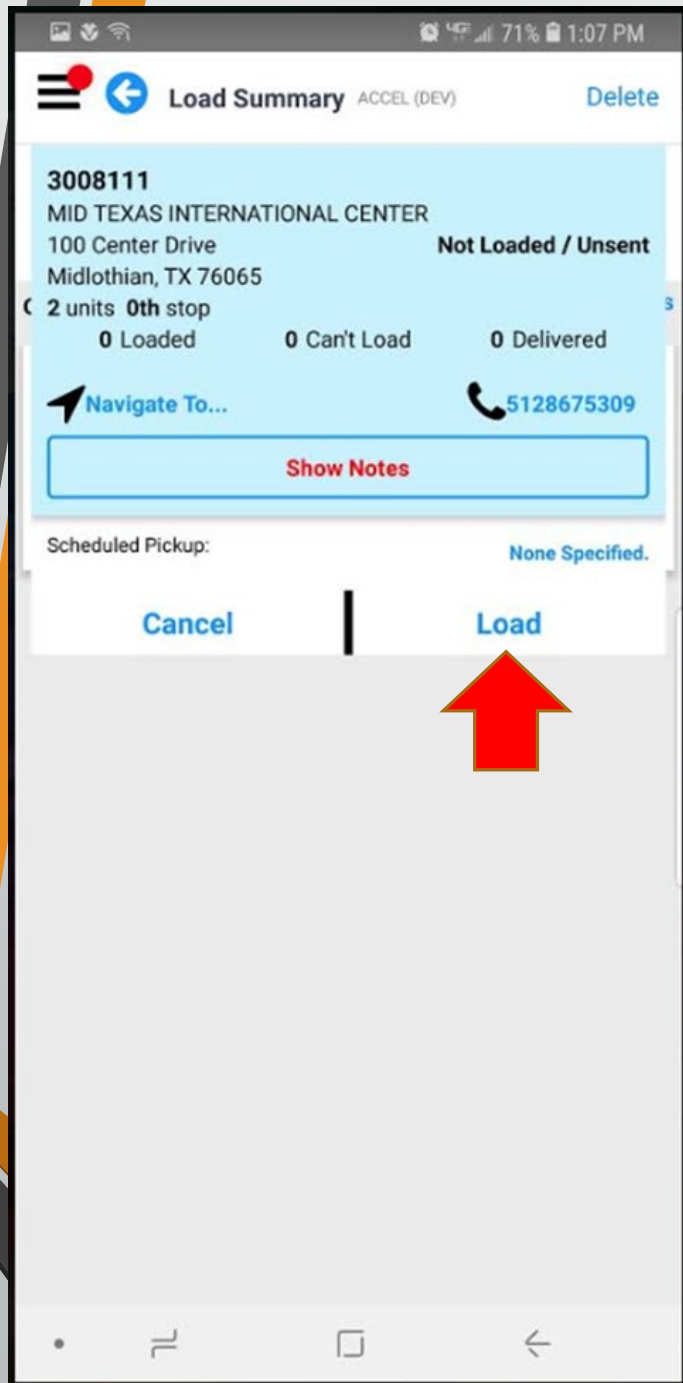 71% 1:07 PM
Load Summary ACCEL (DEV) Delete
3008111
MID TEXAS INTERNATIONAL CENTER
100 Center Drive Not Loaded / Unsent
Midlothian, TX 76065
2 units 0th stop
0 Loaded 0 Can't Load 0 Delivered
Navigate To... 5128675309
Show Notes
Scheduled Pickup: None Specified.
Cancel Load